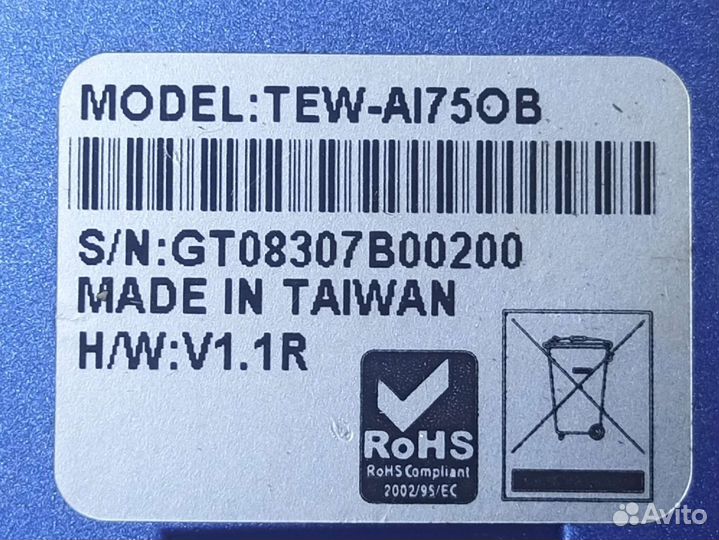 MODEL:TEW-AI75OB
S/N:GT08307B00200
MADE IN TAIWAN
H/W:V1.1R
RoHS
RoHS Compliant
2002/95/EC
Avito